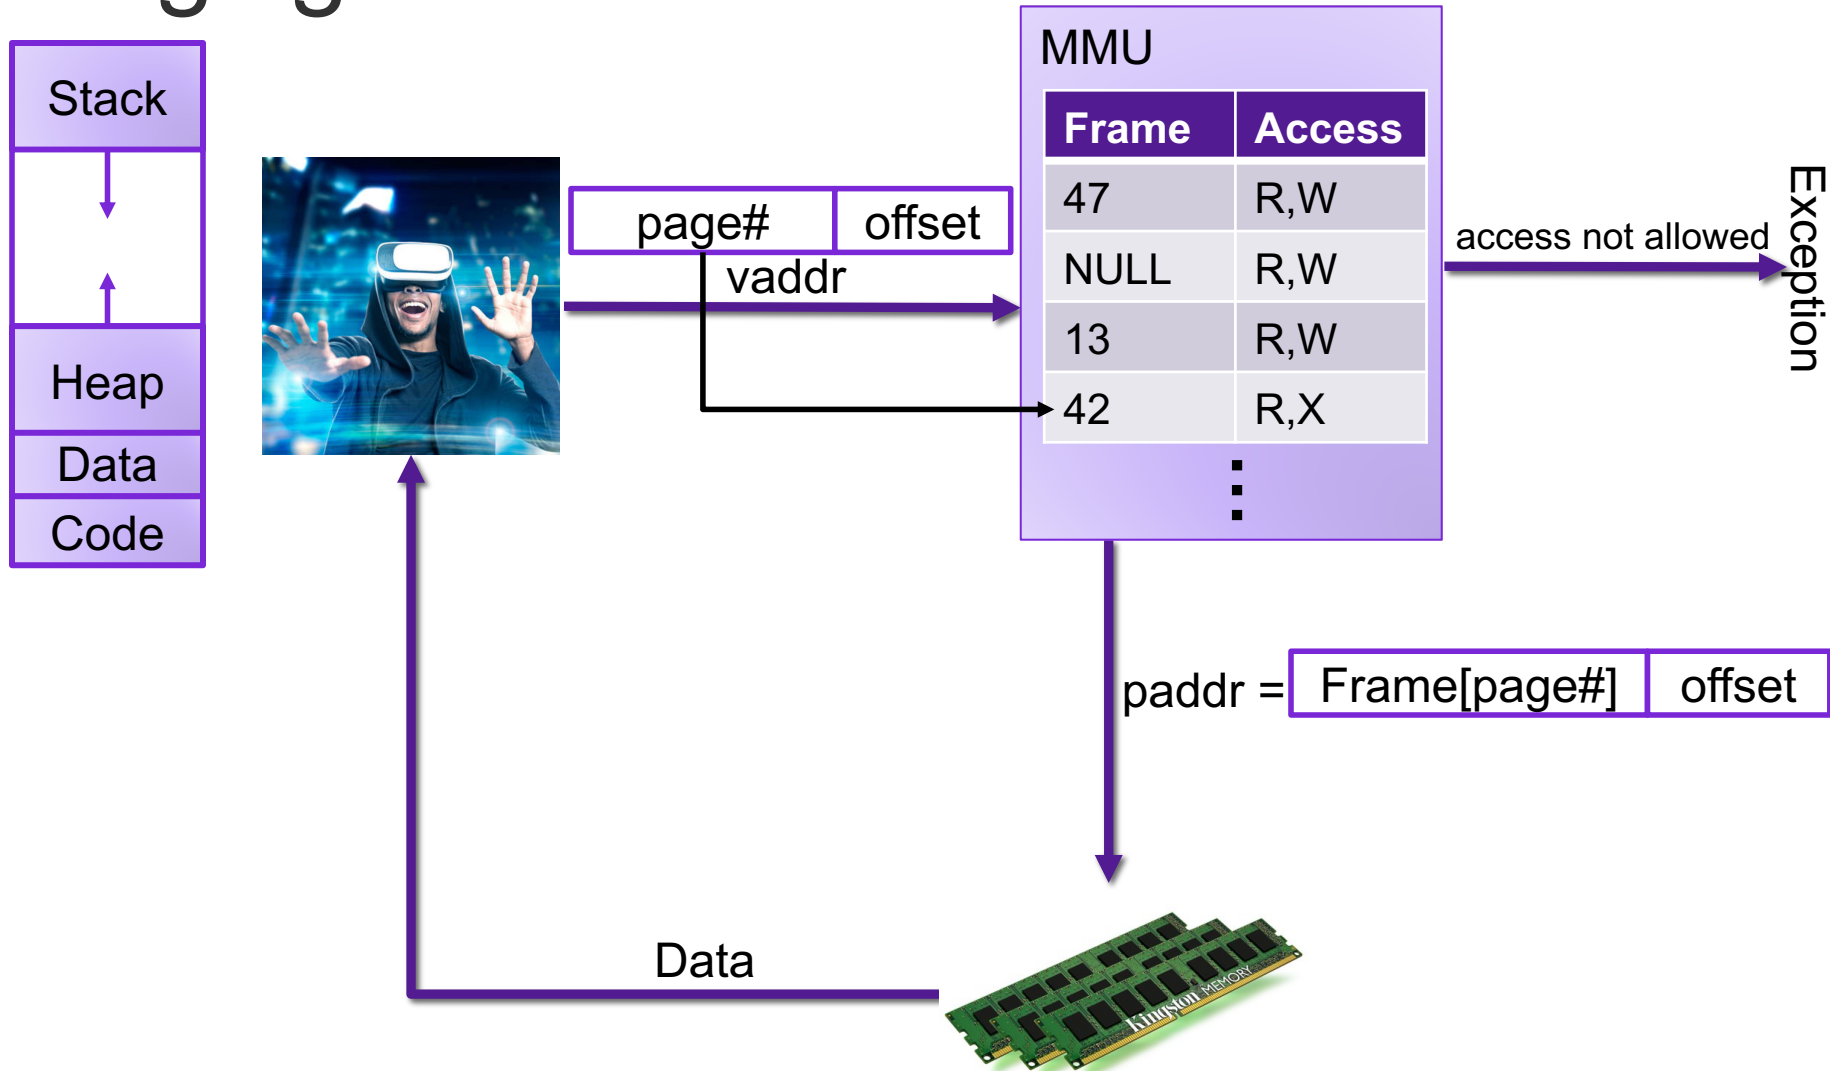 Stack
Heap
Data
Code
page# offset
vaddr
MMU
Frame Access
47 R,W
NULL R,W
13 R,W
42 R,X
access not allowed
Exception
paddr = Frame[page#] offset
Data
Kingston MEMORY